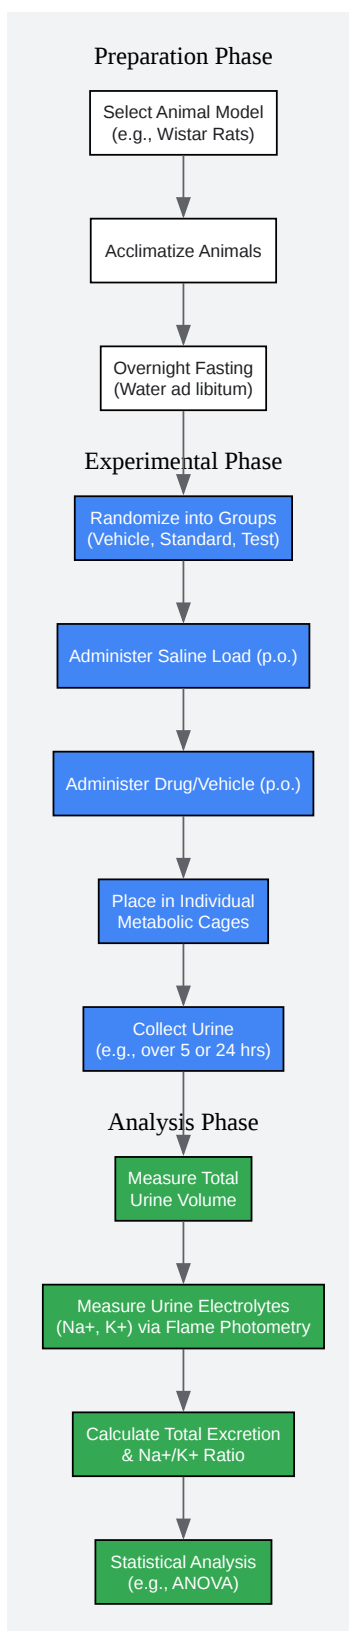 Preparation Phase
Select Animal Model
(e.g., Wistar Rats)
Acclimatize Animals
Overnight Fasting
(Water ad libitum)
Experimental Phase
Randomize into Groups
(Vehicle, Standard, Test)
Administer Saline Load (p.o.)
Administer Drug/Vehicle (p.o.)
Place in Individual
Metabolic Cages
Collect Urine
(e.g., over 5 or 24 hrs)
Analysis Phase
Measure Total
Urine Volume
Measure Urine Electrolytes
(Na+, K+) via Flame Photometry
Calculate Total Excretion
& Na+/K+ Ratio
Statistical Analysis
(e.g., ANOVA)